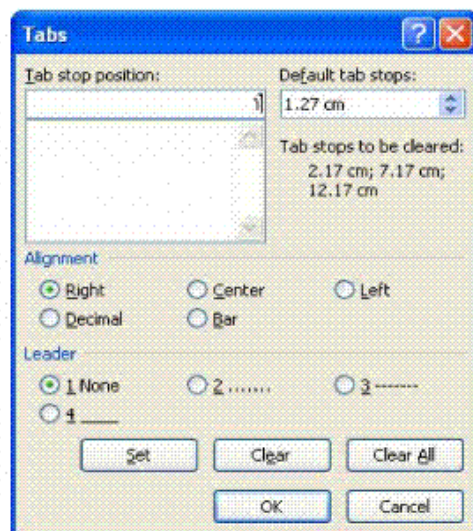 Tabs
Tab stop position:
Default tab stops:
1.27 cm
Tab stops to be cleared:
2.17 cm; 7.17 cm;
12.17 cm
Alignment
Right
Center
Left
Decimal
Bar
Leader
1 None
2 .......
3 -------
4 ____
Set
Clear
Clear All
OK
Cancel